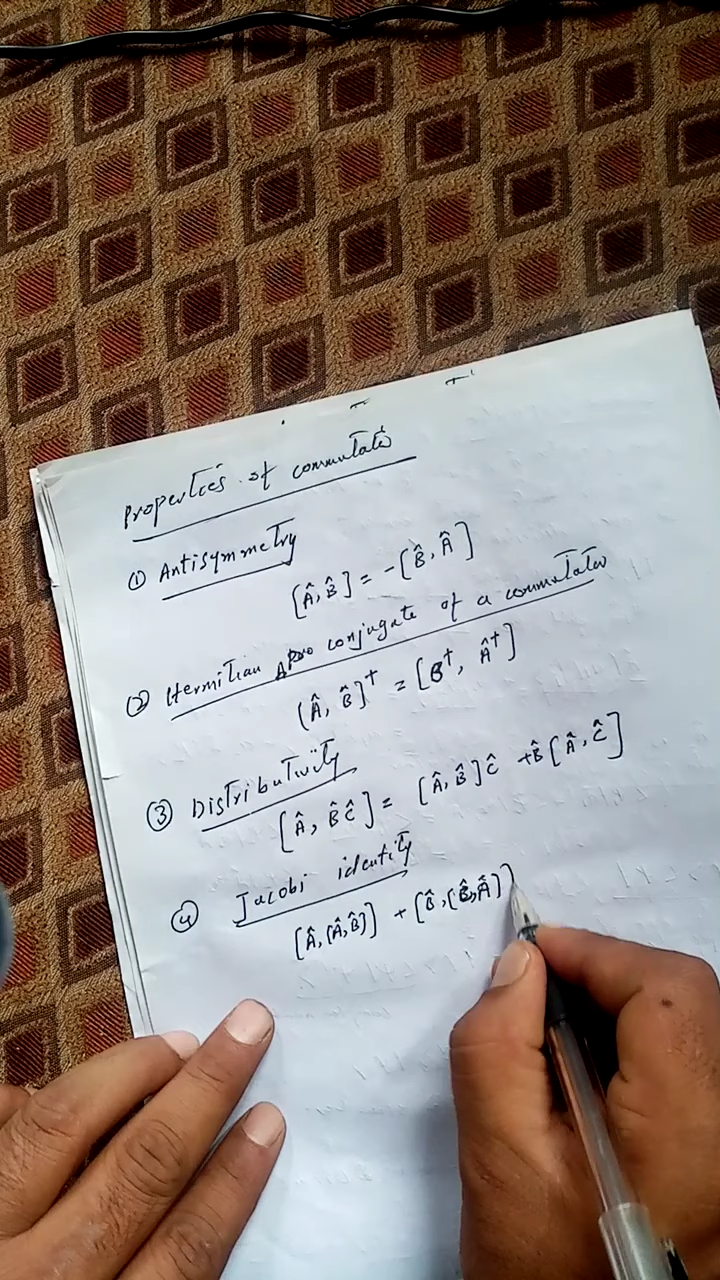 Properties of commutator
① Antisymmetry
[Â, B̂] = -[B̂, Â]
② Hermitian conjugate of a commutator
[Â, B̂]† = [B†, Â†]
③ Distributivity
[Â, B̂Ĉ] = [Â, B̂]Ĉ + B̂[Â, Ĉ]
④ Jacobi identity
[Â, [Â, B̂]] + [B̂, [Ĉ, Â]]